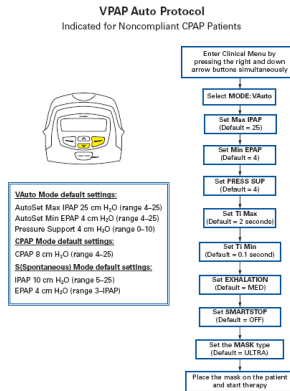 VPAP Auto Protocol
Indicated for Noncompliant CPAP Patients
VAuto Mode default settings:
AutoSet Max IPAP 25 cm H₂O (range 4–25)
AutoSet Min EPAP 4 cm H₂O (range 4–25)
Pressure Support 4 cm H₂O (range 0–10)
CPAP Mode default settings:
CPAP 8 cm H₂O (range 4–25)
S(Spontaneous) Mode default settings:
IPAP 10 cm H₂O (range 5–25)
EPAP 4 cm H₂O (range 3–IPAP)
Enter Clinical Menu by
pressing the right and down
arrow buttons simultaneously
Select MODE: VAuto
Set Max IPAP
(Default = 25)
Set Min EPAP
(Default = 4)
Set PRESS SUP
(Default = 4)
Set Ti Max
(Default = 2 seconds)
Set Ti Min
(Default = 0.1 second)
Set EXHALATION
(Default = MED)
Set SMARTSTOP
(Default = OFF)
Set the MASK type
(Default = ULTRA)
Place the mask on the patient
and start therapy